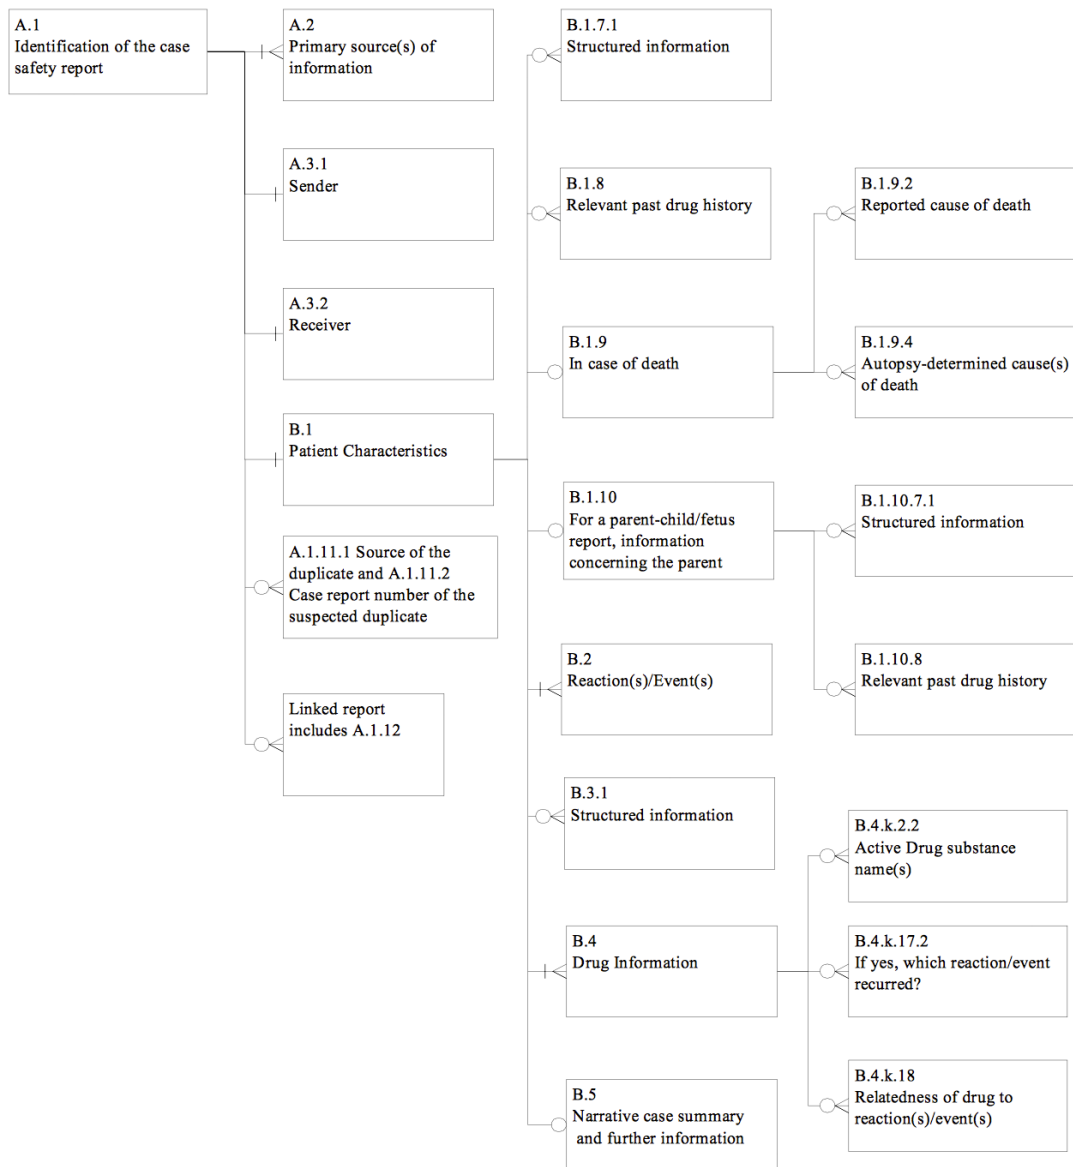 A.1
Identification of the case
safety report
A.2
Primary source(s) of
information
A.3.1
Sender
A.3.2
Receiver
B.1
Patient Characteristics
A.1.11.1 Source of the
duplicate and A.1.11.2
Case report number of the
suspected duplicate
Linked report
includes A.1.12
B.1.7.1
Structured information
B.1.8
Relevant past drug history
B.1.9
In case of death
B.1.10
For a parent-child/fetus
report, information
concerning the parent
B.2
Reaction(s)/Event(s)
B.3.1
Structured information
B.4
Drug Information
B.5
Narrative case summary
and further information
B.1.9.2
Reported cause of death
B.1.9.4
Autopsy-determined cause(s)
of death
B.1.10.7.1
Structured information
B.1.10.8
Relevant past drug history
B.4.k.2.2
Active Drug substance
name(s)
B.4.k.17.2
If yes, which reaction/event
recurred?
B.4.k.18
Relatedness of drug to
reaction(s)/event(s)